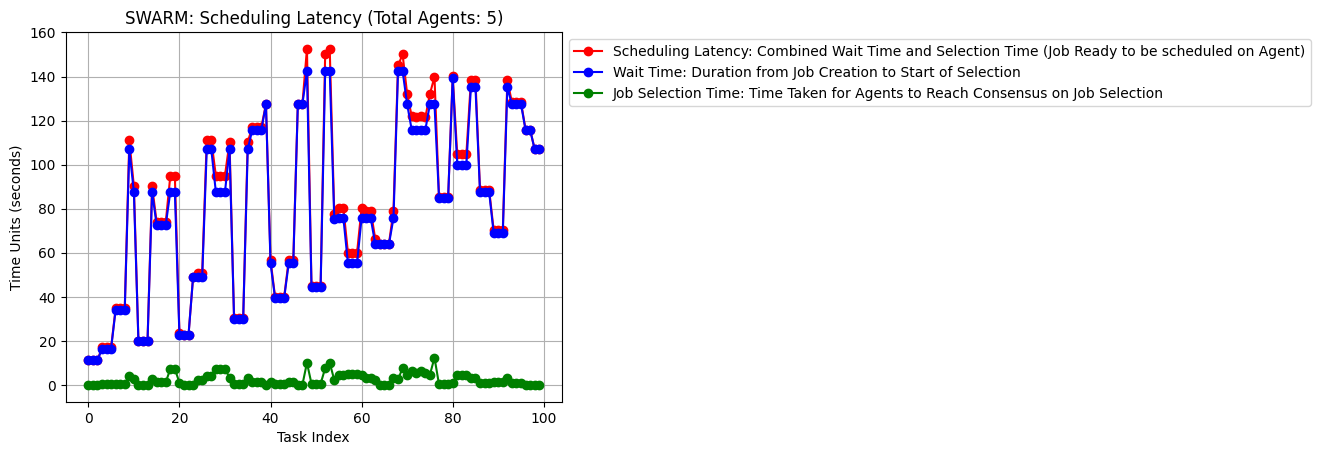 SWARM: Scheduling Latency (Total Agents: 5)
Scheduling Latency: Combined Wait Time and Selection Time (Job Ready to be scheduled on Agent)
Wait Time: Duration from Job Creation to Start of Selection
Job Selection Time: Time Taken for Agents to Reach Consensus on Job Selection
Time Units (seconds)
160
140
120
100
80
60
40
20
0
0 20 40 60 80 100
Task Index